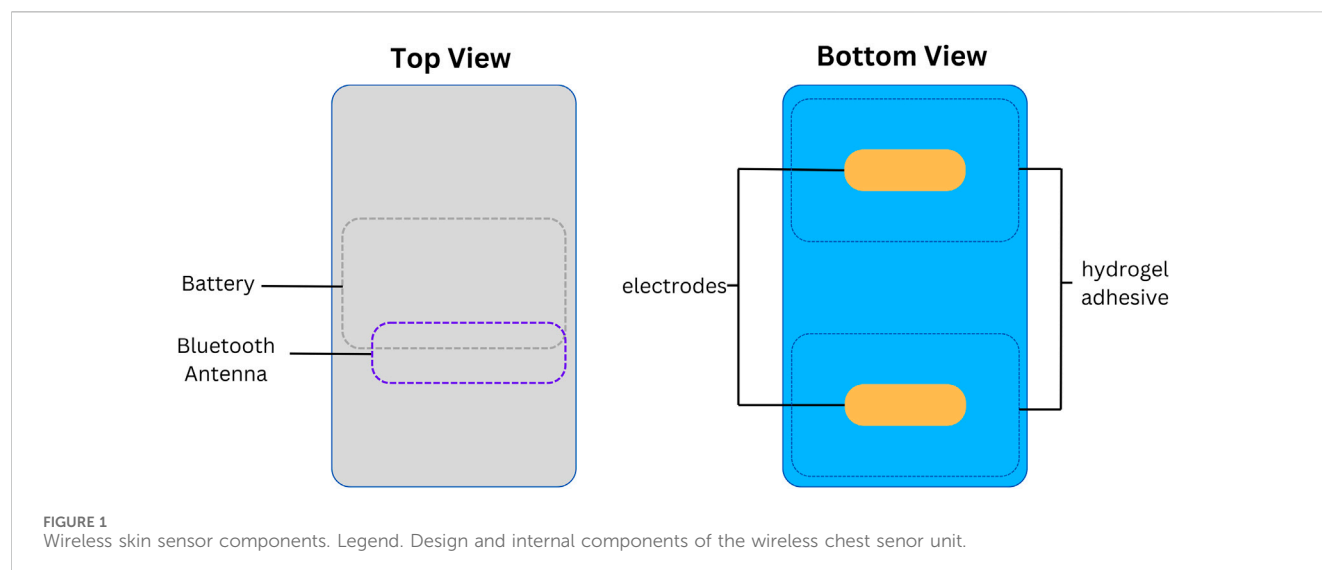 Top View
Bottom View
Battery
Bluetooth
Antenna
electrodes
hydrogel
adhesive
FIGURE 1
Wireless skin sensor components. Legend. Design and internal components of the wireless chest senor unit.